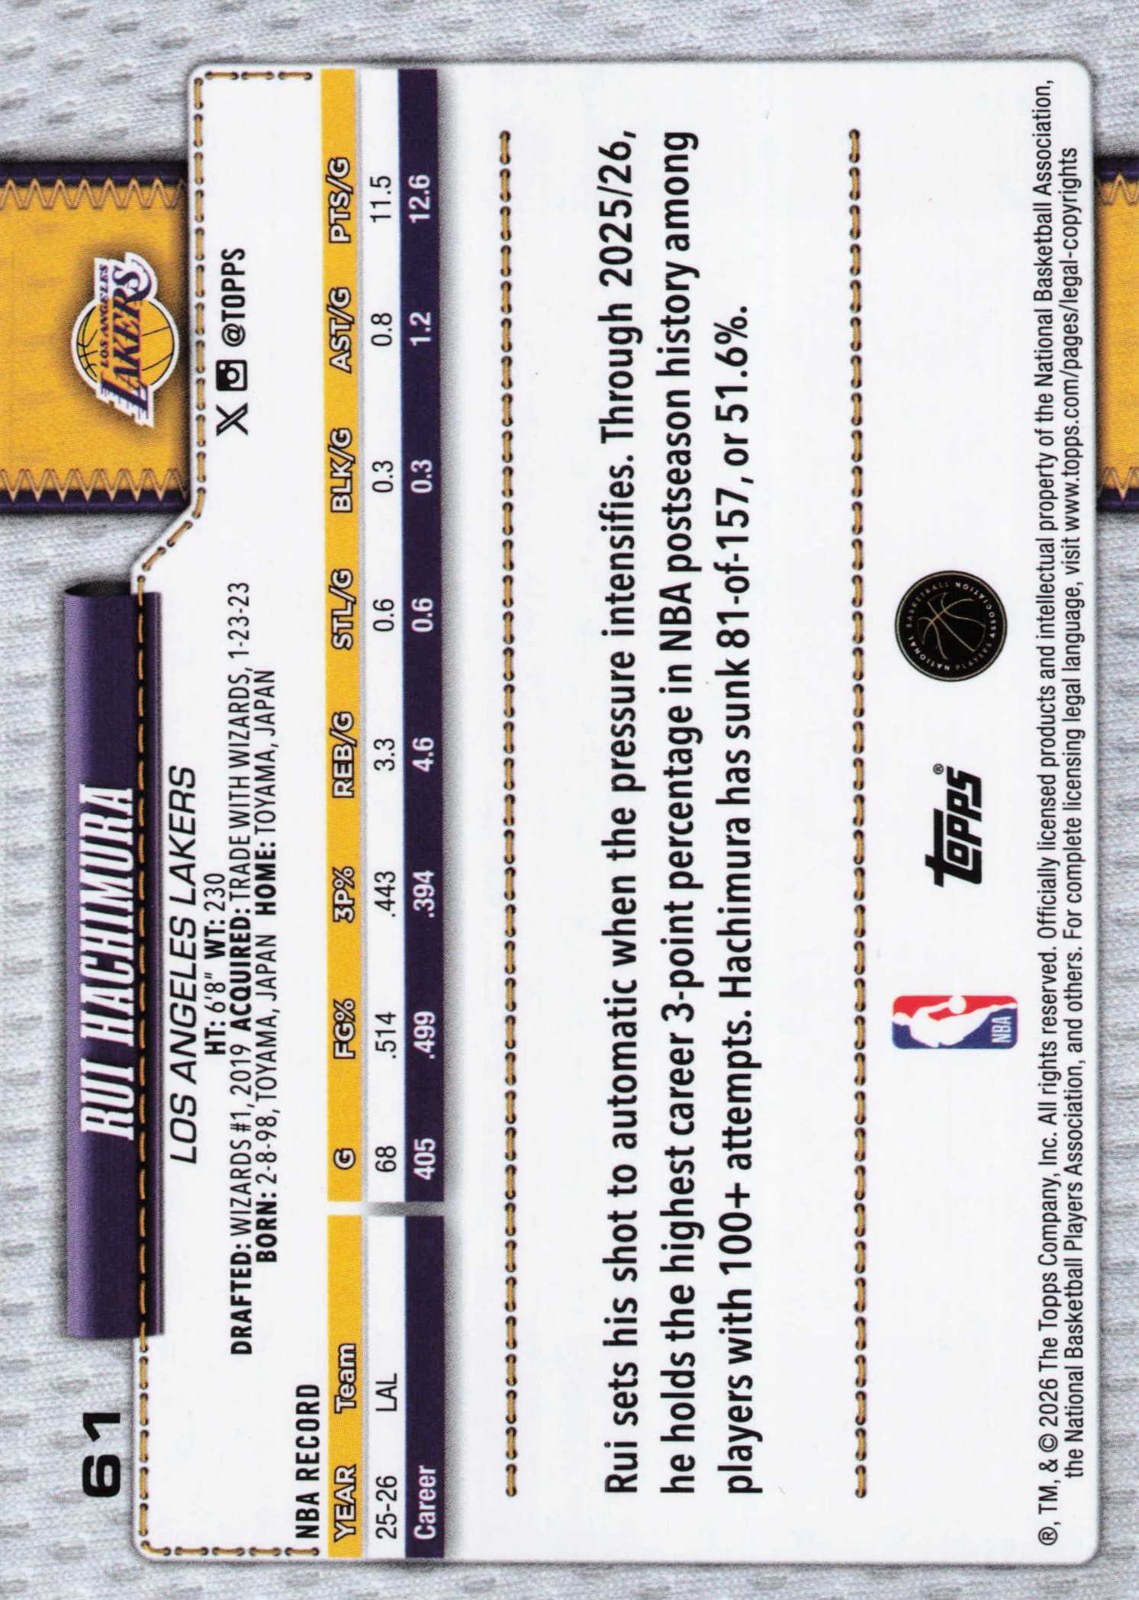 61
RUI HACHIMURA
LOS ANGELES LAKERS
LOS ANGELES
LAKERS
HT: 6'8" WT: 230
DRAFTED: WIZARDS #1, 2019 ACQUIRED: TRADE WITH WIZARDS, 1-23-23
BORN: 2-8-98, TOYAMA, JAPAN HOME: TOYAMA, JAPAN
X @TOPPS
NBA RECORD
YEAR Team G FG% 3P% REB/G STL/G BLK/G AST/G PTS/G
25-26 LAL 68 .514 .443 3.3 0.6 0.3 0.8 11.5
Career 405 .499 .394 4.6 0.6 0.3 1.2 12.6
Rui sets his shot to automatic when the pressure intensifies. Through 2025/26,
he holds the highest career 3-point percentage in NBA postseason history among
players with 100+ attempts. Hachimura has sunk 81-of-157, or 51.6%.
NBA
topps®
NATIONAL BASKETBALL ASSOCIATION PLAYERS
®, TM, & © 2026 The Topps Company, Inc. All rights reserved. Officially licensed products and intellectual property of the National Basketball Association,
the National Basketball Players Association, and others. For complete licensing legal language, visit www.topps.com/pages/legal-copyrights